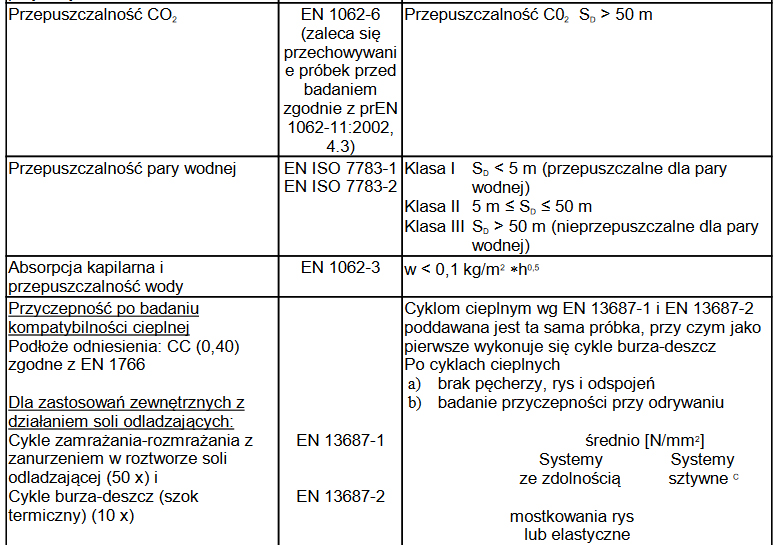 Przepuszczalność CO₂
EN 1062-6
(zaleca się
przechowywani
e próbek przed
badaniem
zgodnie z prEN
1062-11:2002,
4.3)
Przepuszczalność C0₂ S_D > 50 m
Przepuszczalność pary wodnej
EN ISO 7783-1
EN ISO 7783-2
Klasa I S_D < 5 m (przepuszczalne dla pary
wodnej)
Klasa II 5 m ≤ S_D ≤ 50 m
Klasa III S_D > 50 m (nieprzepuszczalne dla pary
wodnej)
Absorpcja kapilarna i
przepuszczalność wody
EN 1062-3
w < 0,1 kg/m² *h⁰,⁵
Przyczepność po badaniu
kompatybilności cieplnej
Podłoże odniesienia: CC (0,40)
zgodne z EN 1766
Dla zastosowań zewnętrznych z
działaniem soli odladzających:
Cykle zamrażania-rozmrażania z
zanurzeniem w roztworze soli
odladzającej (50 x) i
Cykle burza-deszcz (szok
termiczny) (10 x)
EN 13687-1
EN 13687-2
Cyklom cieplnym wg EN 13687-1 i EN 13687-2
poddawana jest ta sama próbka, przy czym jako
pierwsze wykonuje się cykle burza-deszcz
Po cyklach cieplnych
a) brak pęcherzy, rys i odspojeń
b) badanie przyczepności przy odrywaniu
średnio [N/mm²]
Systemy Systemy
ze zdolnością sztywne ᶜ
mostkowania rys
lub elastyczne